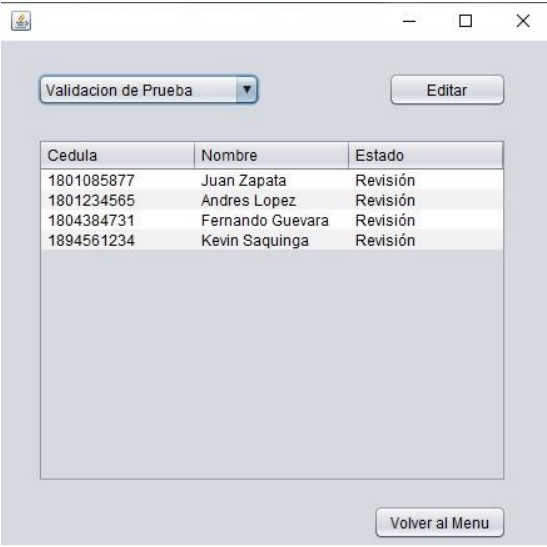 Validacion de Prueba Editar
Cedula Nombre Estado
1801085877 Juan Zapata Revisión
1801234565 Andres Lopez Revisión
1804384731 Fernando Guevara Revisión
1894561234 Kevin Saquinga Revisión
Volver al Menu